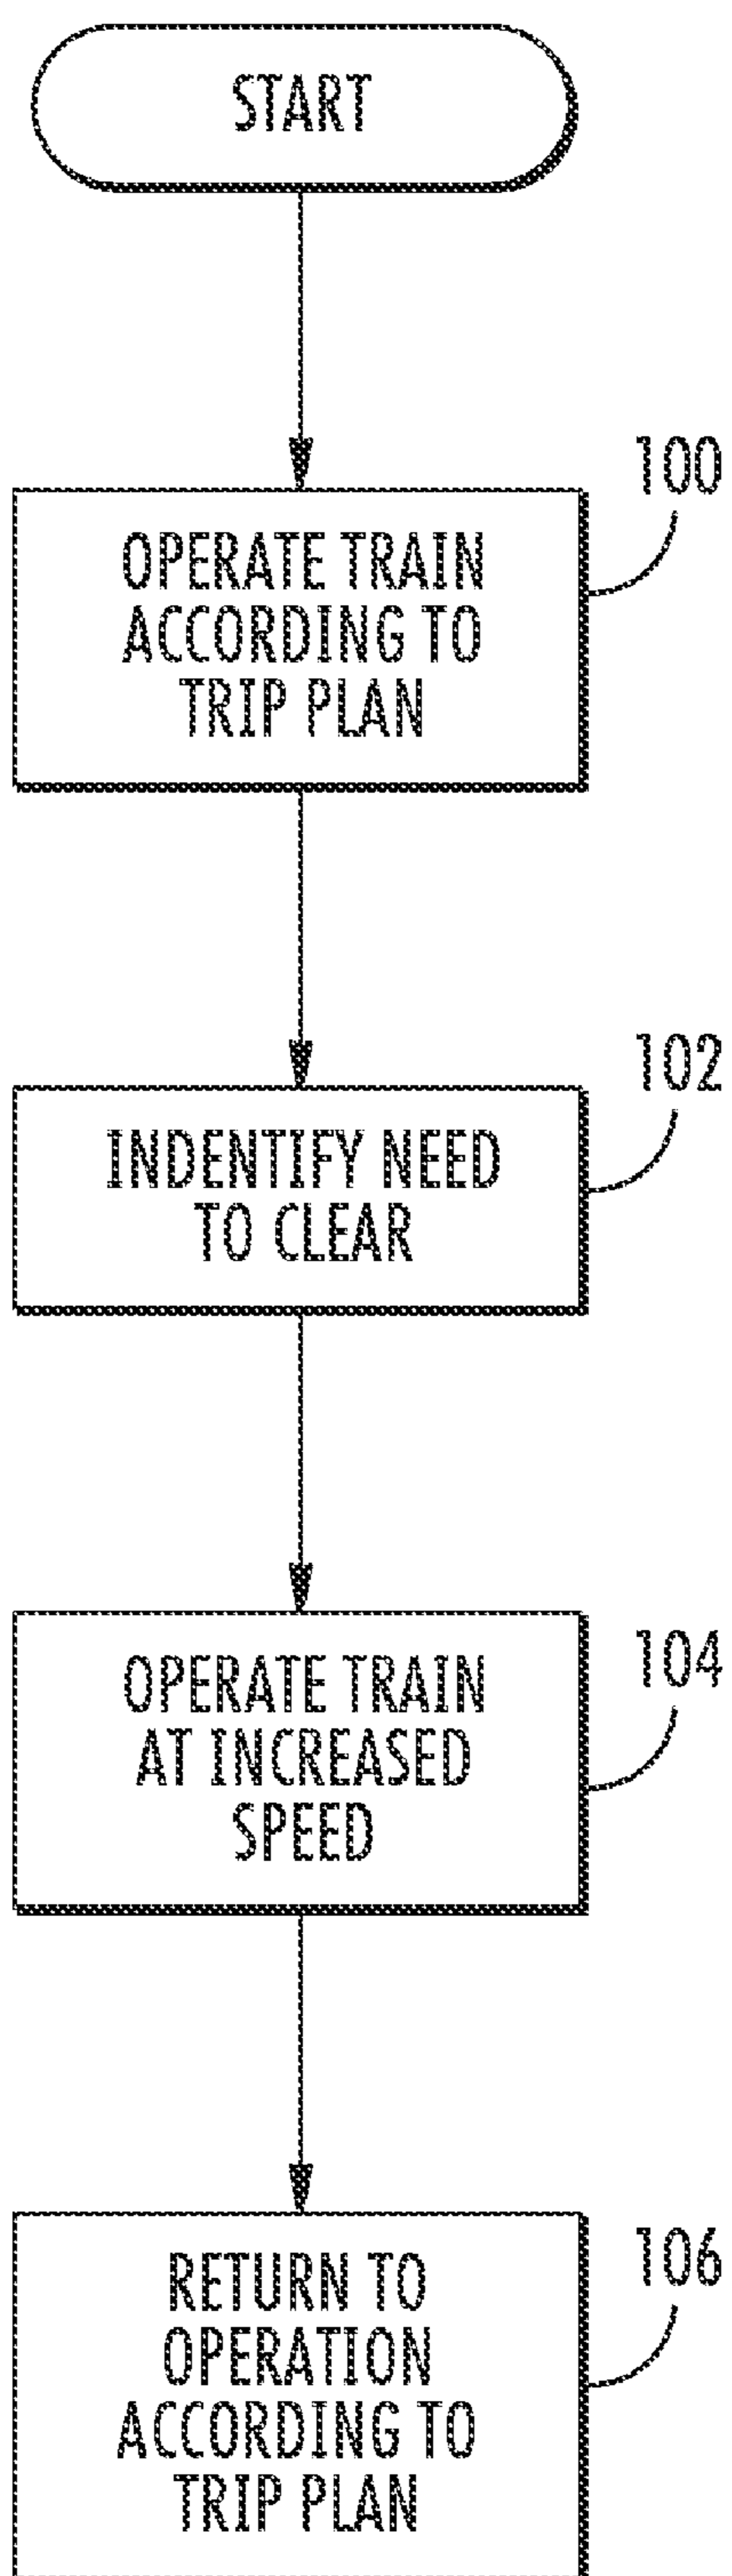 START
100
OPERATE TRAIN
ACCORDING TO
TRIP PLAN
102
INDENTIFY NEED
TO CLEAR
104
OPERATE TRAIN
AT INCREASED
SPEED
106
RETURN TO
OPERATION
ACCORDING TO
TRIP PLAN